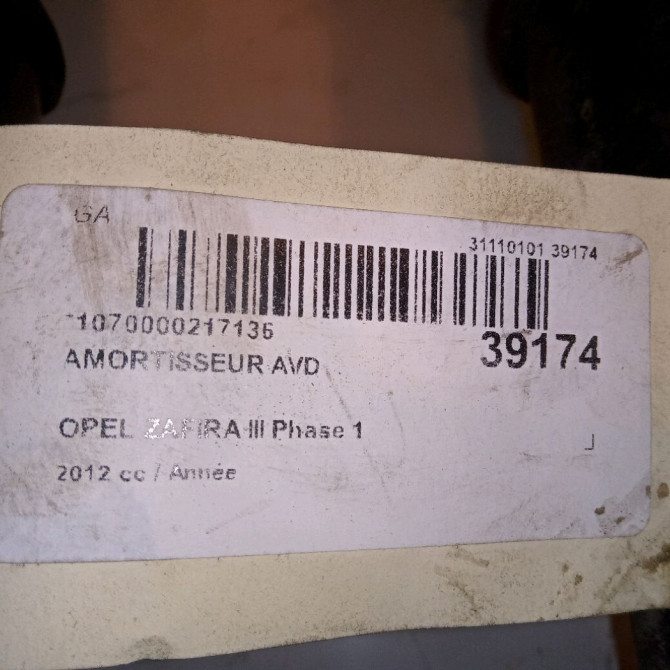 GA
31110101 39174
1070000217136
39174
AMORTISSEUR AVD
OPEL ZAFIRA III Phase 1
2012 cc / Année